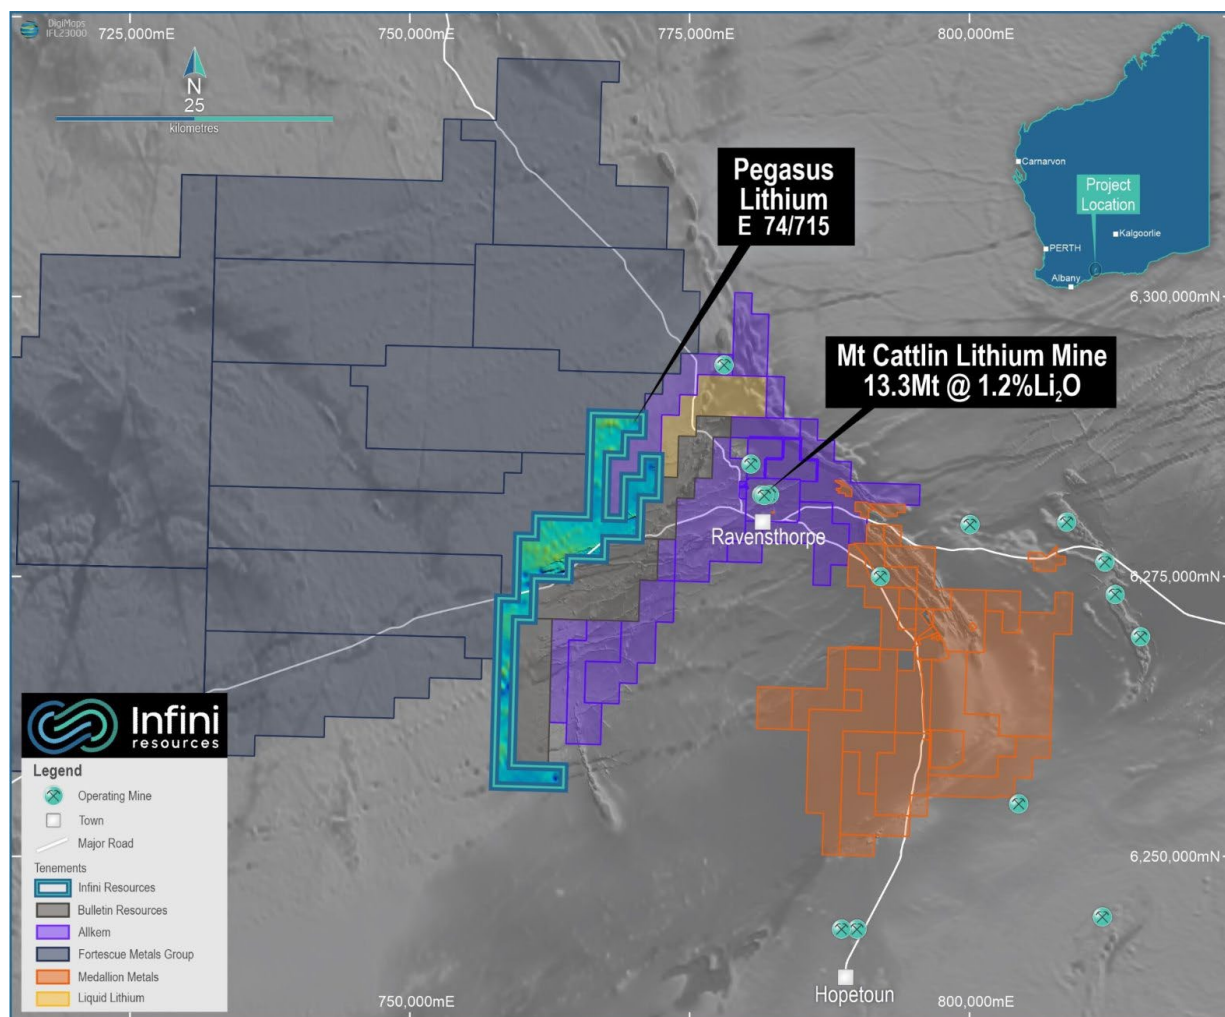 DigiMaps
IFL23000
725,000mE
750,000mE
775,000mE
800,000mE
N
25
kilometres
Carnarvon
Project
Location
Kalgoorlie
PERTH
Albany
Pegasus
Lithium
E 74/715
6,300,000mN
Mt Cattlin Lithium Mine
13.3Mt @ 1.2%Li₂O
Ravensthorpe
6,275,000mN
Infini
resources
Legend
Operating Mine
Town
Major Road
Tenements
Infini Resources
Bulletin Resources
Allkem
Fortescue Metals Group
Medallion Metals
Liquid Lithium
6,250,000mN
Hopetoun
750,000mE
800,000mE